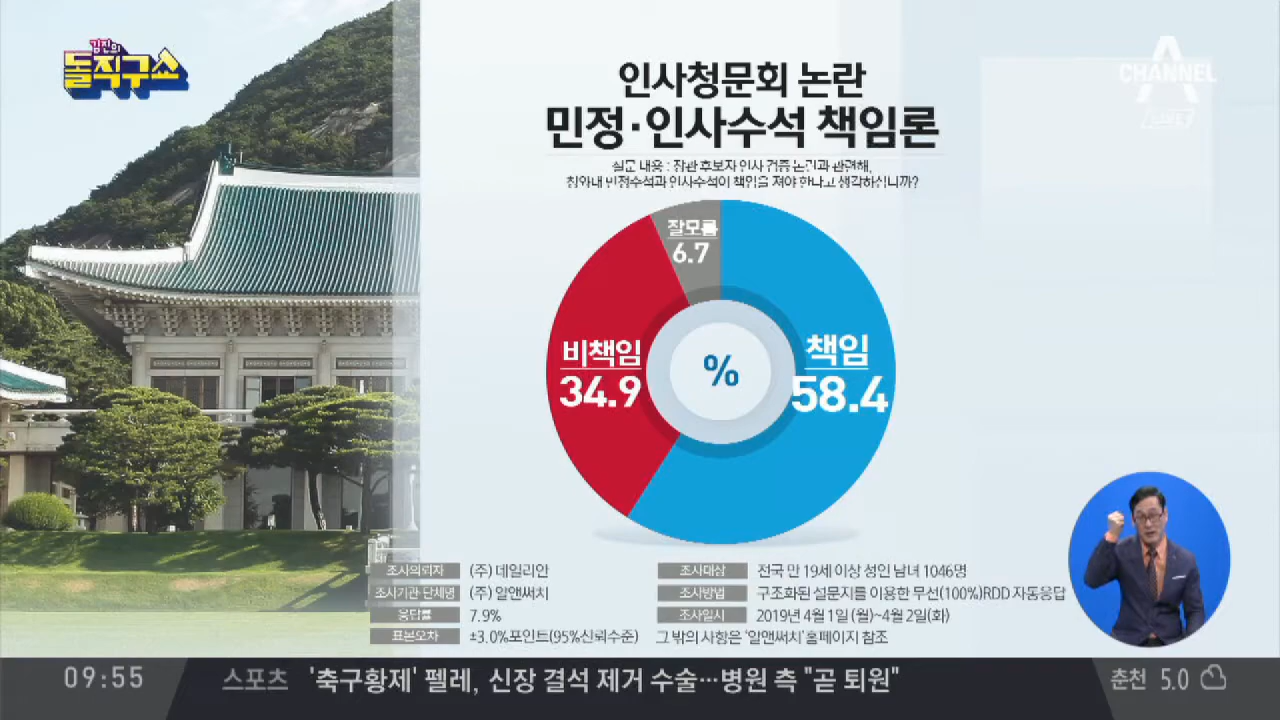 김진의
돌직구쇼
CHANNEL
인사청문회 논란
민정·인사수석 책임론
설문 내용 : 장관 후보자 인사 검증 논란과 관련해,
청와대 민정수석과 인사수석이 책임을 져야 한다고 생각하십니까?
잘모름
6.7
비책임
34.9
%
책임
58.4
조사의뢰자 (주) 데일리안
조사대상 전국 만 19세 이상 성인 남녀 1046명
조사기관·단체명 (주) 알앤써치
조사방법 구조화된 설문지를 이용한 무선(100%)RDD 자동응답
응답률 7.9%
조사일시 2019년 4월 1일 (월)~4월 2일(화)
표본오차 ±3.0%포인트(95%신뢰수준)
그 밖의 사항은 '알앤써치' 홈페이지 참조
09:55
스포츠 '축구황제' 펠레, 신장 결석 제거 수술…병원 측 "곧 퇴원"
춘천 5.0